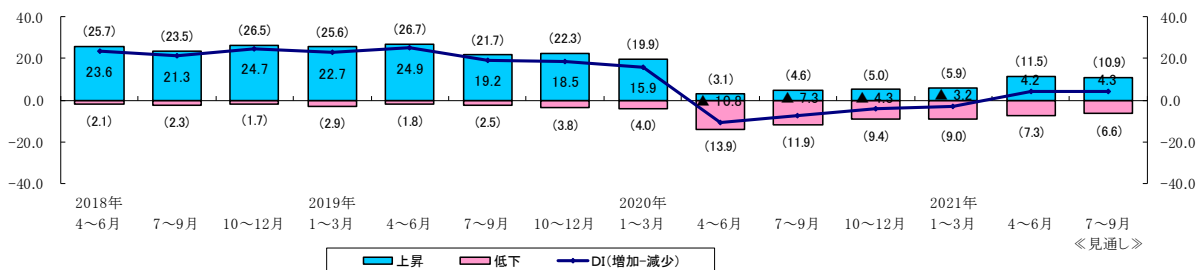 40.0 (25.7) (23.5) (26.5) (25.6) (26.7) (21.7) (22.3) (19.9) (3.1) (4.6) (5.0) (5.9) (11.5) (10.9) 40.0
20.0 23.6 21.3 24.7 22.7 24.9 19.2 18.5 15.9 ▲ 10.8 ▲ 7.3 ▲ 4.3 ▲ 3.2 4.2 4.3 20.0
0.0 0.0
(2.1) (2.3) (1.7) (2.9) (1.8) (2.5) (3.8) (4.0) (13.9) (11.9) (9.4) (9.0) (7.3) (6.6)
-20.0 -20.0
-40.0 -40.0
2018年 2019年 2020年 2021年
4～6月 7～9月 10～12月 1～3月 4～6月 7～9月 10～12月 1～3月 4～6月 7～9月 10～12月 1～3月 4～6月 7～9月
≪見通し≫
上昇 低下 DI(増加-減少)